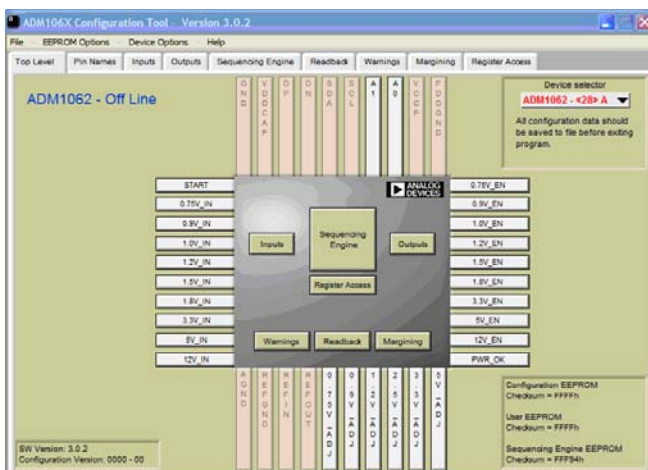 ADM106X Configuration Tool - Version 3.0.2
File EEPROM Options Device Options Help
Top Level Pin Names Inputs Outputs Sequencing Engine Readback Warnings Margining Register Access
ADM1062 - Off Line
GND VDDCAP DP DN SDA SCL A1 A0 VCCP PDOGND
Device selector
ADM1062 - <28> A
All configuration data should
be saved to file before exiting
program.
START
0.75V_IN
0.9V_IN
1.0V_IN
1.2V_IN
1.5V_IN
1.8V_IN
3.3V_IN
5V_IN
12V_IN
ANALOG
DEVICES
Inputs
Sequencing
Engine
Outputs
Register Access
Warnings Readback Margining
0.75V_EN
0.9V_EN
1.0V_EN
1.2V_EN
1.5V_EN
1.8V_EN
3.3V_EN
5V_EN
12V_EN
PWR_OK
AGND REFGND REFIN REFOUT 0.75V_ADJ 0.9V_ADJ 1.2V_ADJ 2.5V_ADJ 3.3V_ADJ 5V_ADJ
Configuration EEPROM
Checksum = FFFFh
User EEPROM
Checksum = FFFFh
Sequencing Engine EEPROM
Checksum = FFF94h
SW Version: 3.0.2
Configuration Version: 0000 - 00